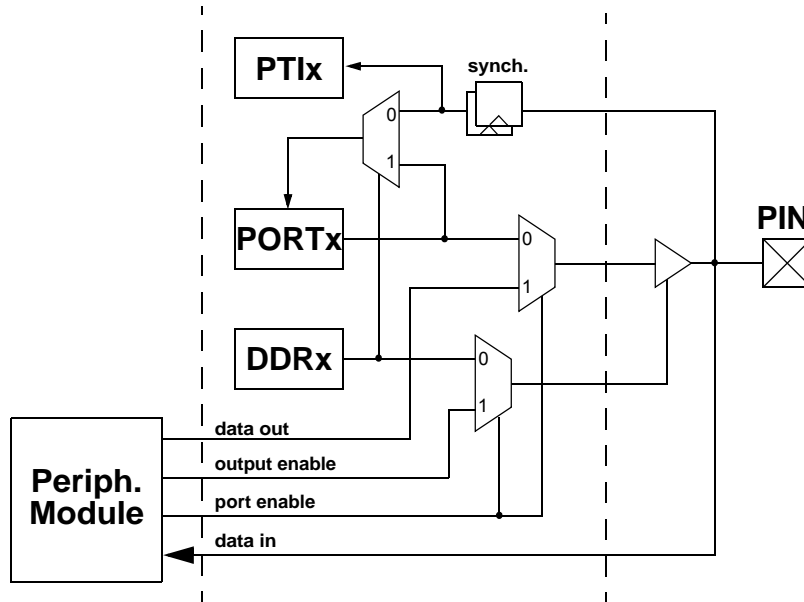 PTIx
synch.
0
1
PORTx
PIN
0
1
DDRx
0
1
data out
output enable
Periph.
Module
port enable
data in